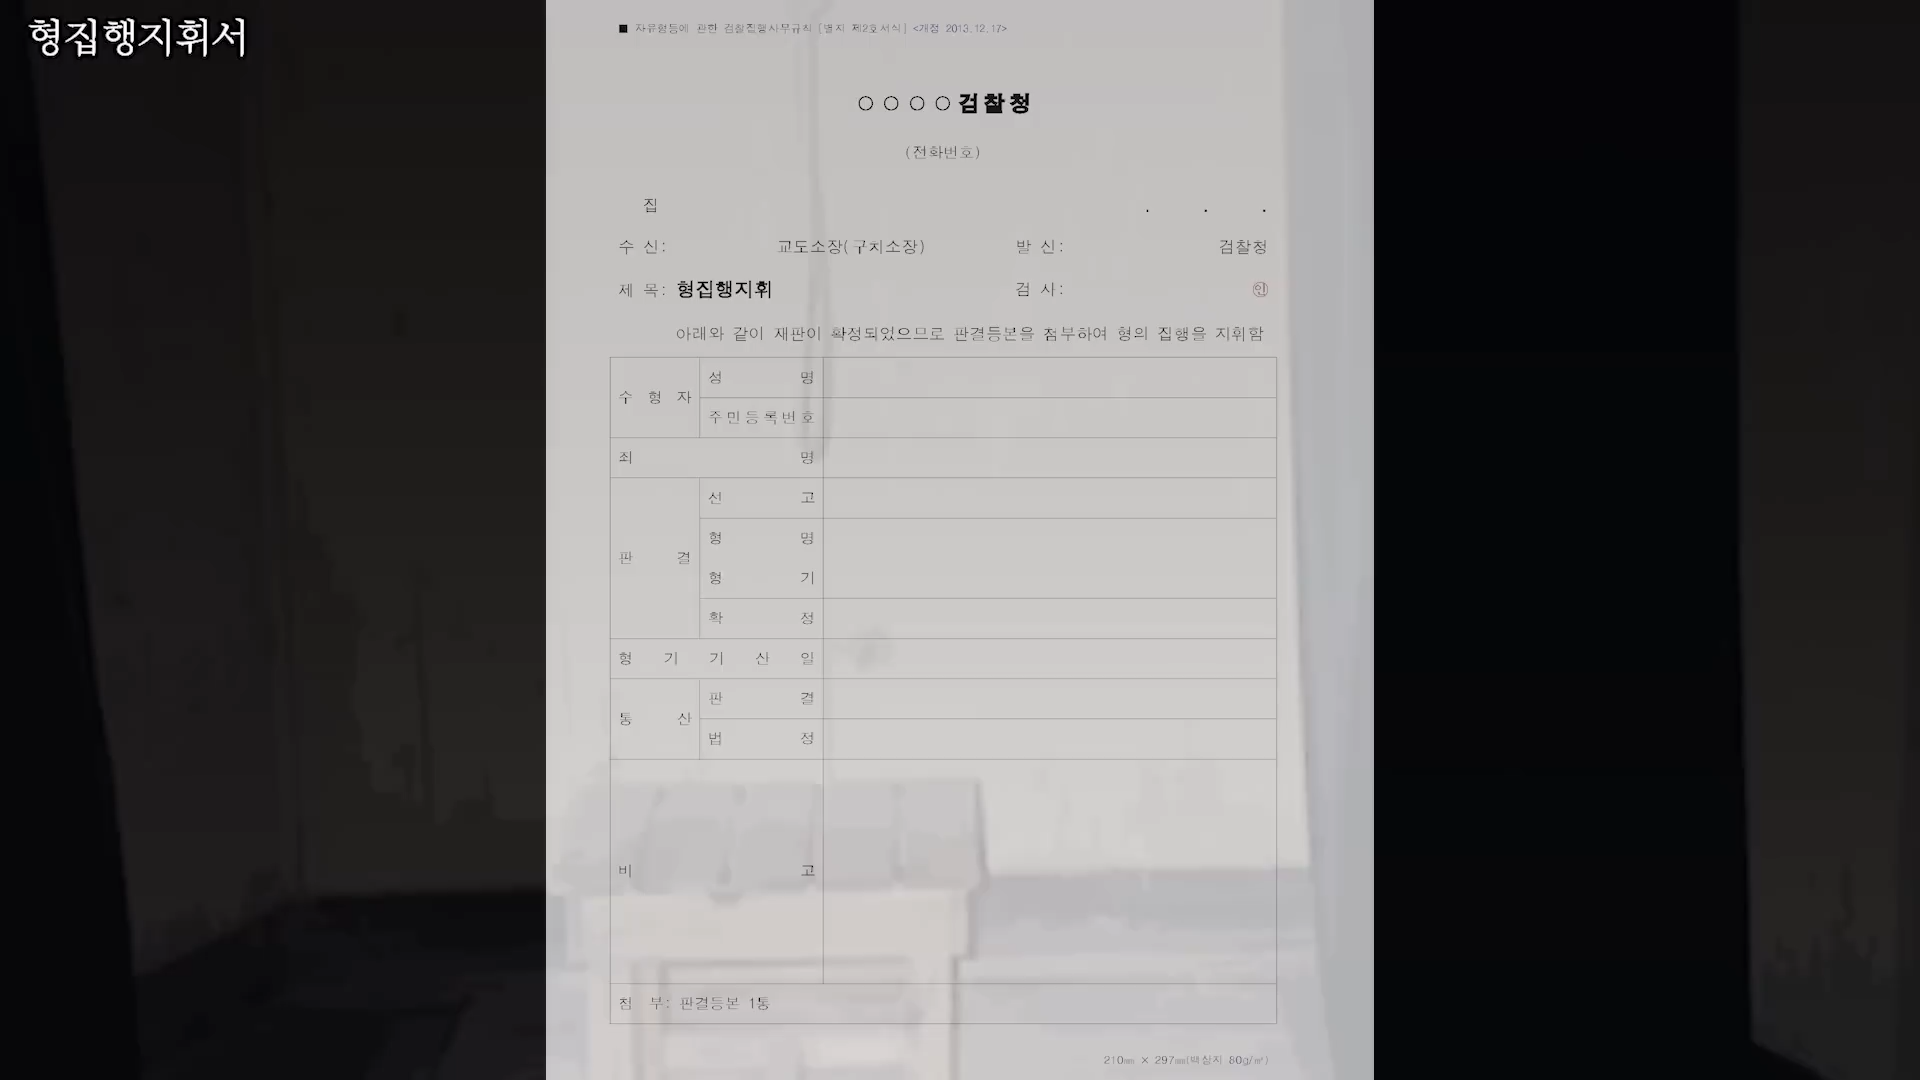 형집행지휘서
■ 자유형등에 관한 검찰집행사무규칙 [별지 제2호서식] <개정 2013.12.17>
○○○○검찰청
(전화번호)
집 . . .
수 신: 교도소장(구치소장) 발 신: 검찰청
제 목: 형집행지휘 검 사: 인
아래와 같이 재판이 확정되었으므로 판결등본을 첨부하여 형의 집행을 지휘함
수 형 자
성 명
주민등록번호
죄 명
판 결
선 고
형 명
형 기
확 정
형 기 기 산 일
통 산
판 결
법 정
비 고
첨 부: 판결등본 1통
210㎜ × 297㎜(백상지 80g/㎡)